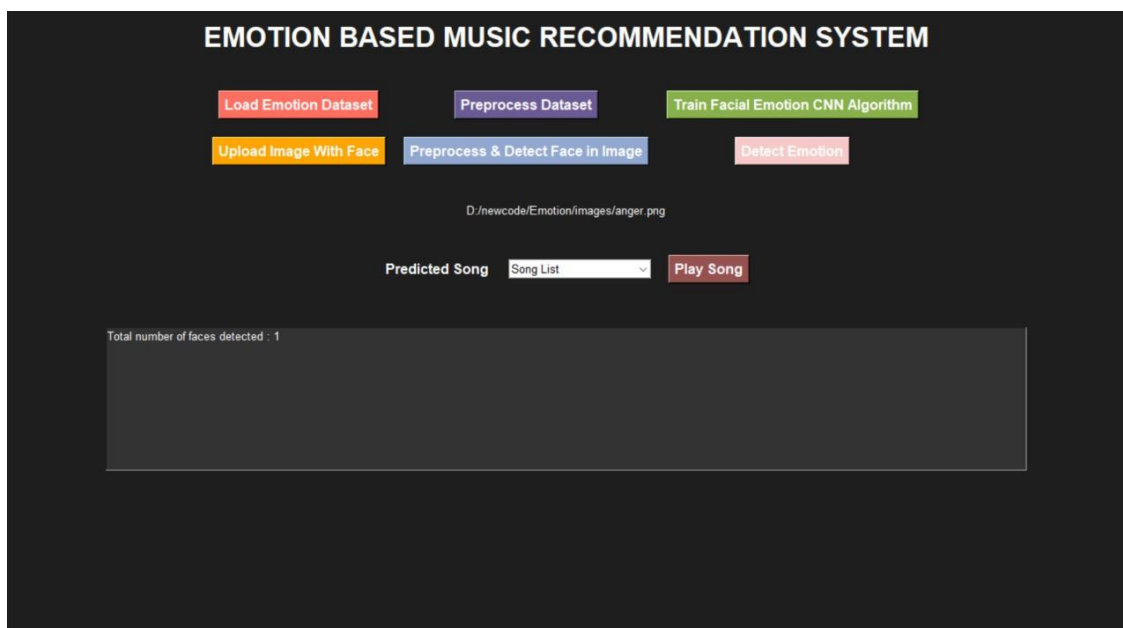 EMOTION BASED MUSIC RECOMMENDATION SYSTEM
Load Emotion Dataset
Preprocess Dataset
Train Facial Emotion CNN Algorithm
Upload Image With Face
Preprocess & Detect Face in Image
Detect Emotion
D:/newcode/Emotion/images/anger.png
Predicted Song
Song List
Play Song
Total number of faces detected : 1